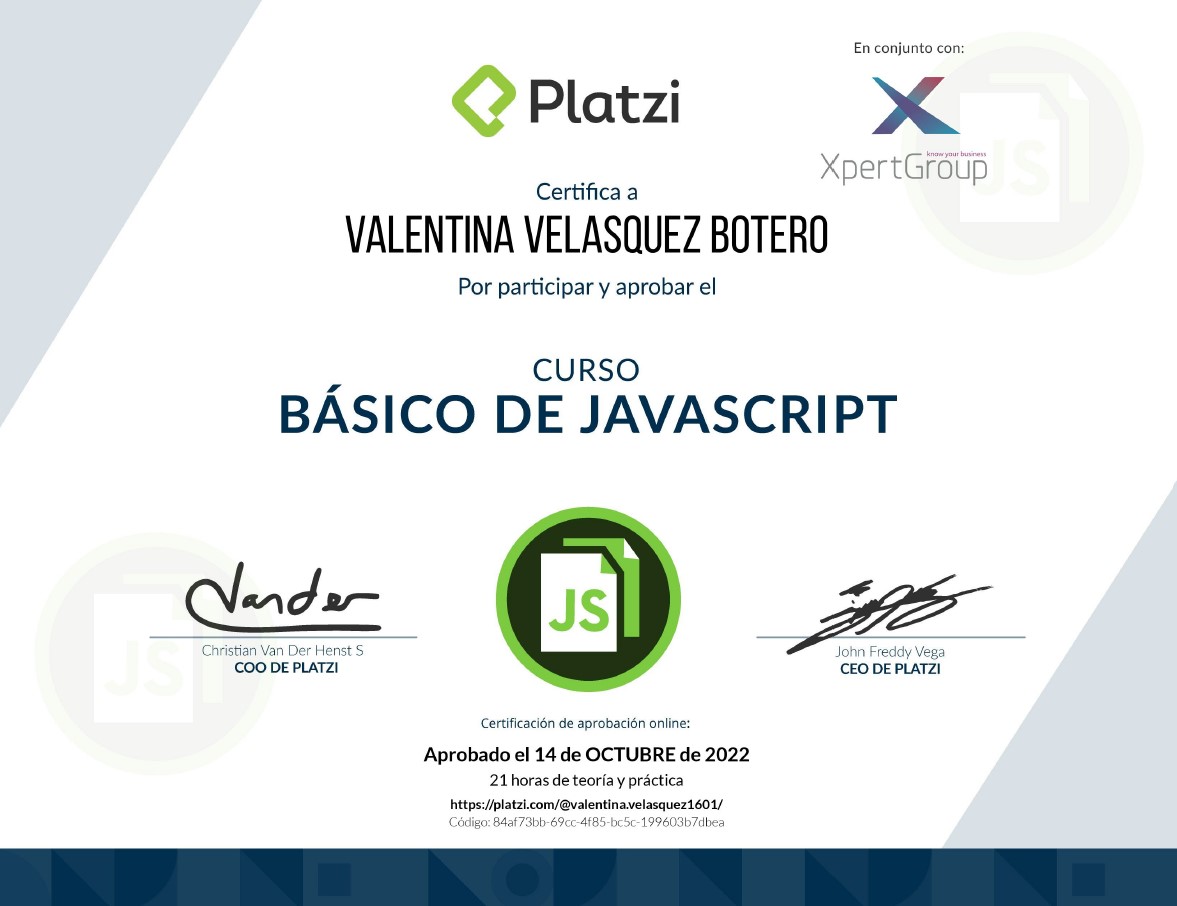 En conjunto con:
Platzi
know your business
XpertGroup
Certifica a
VALENTINA VELASQUEZ BOTERO
Por participar y aprobar el
CURSO
BÁSICO DE JAVASCRIPT
JS
JS
Vander
Christian Van Der Henst S
COO DE PLATZI
JS
John Freddy Vega
CEO DE PLATZI
Certificación de aprobación online:
Aprobado el 14 de OCTUBRE de 2022
21 horas de teoría y práctica
https://platzi.com/@valentina.velasquez1601/
Código: 84af73bb-69cc-4f85-bc5c-199603b7dbea